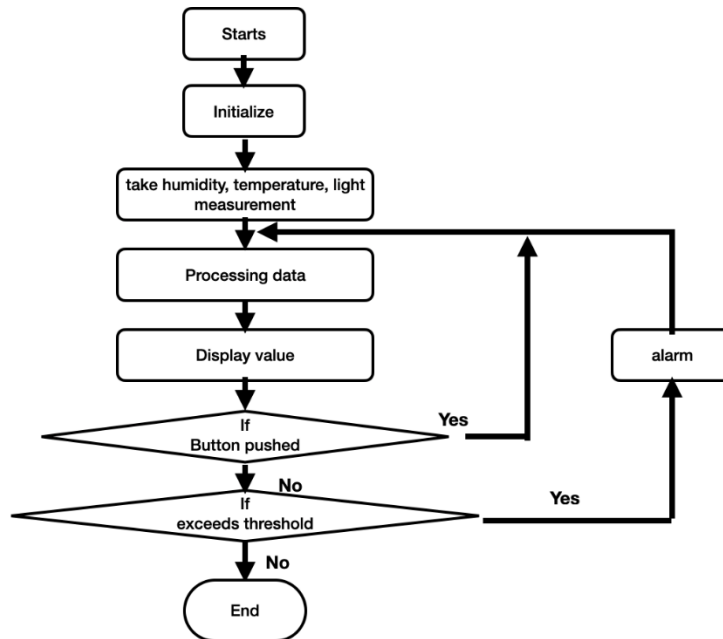 Starts
Initialize
take humidity, temperature, light
measurement
Processing data
Display value
alarm
If
Button pushed
Yes
No
If
exceeds threshold
Yes
No
End